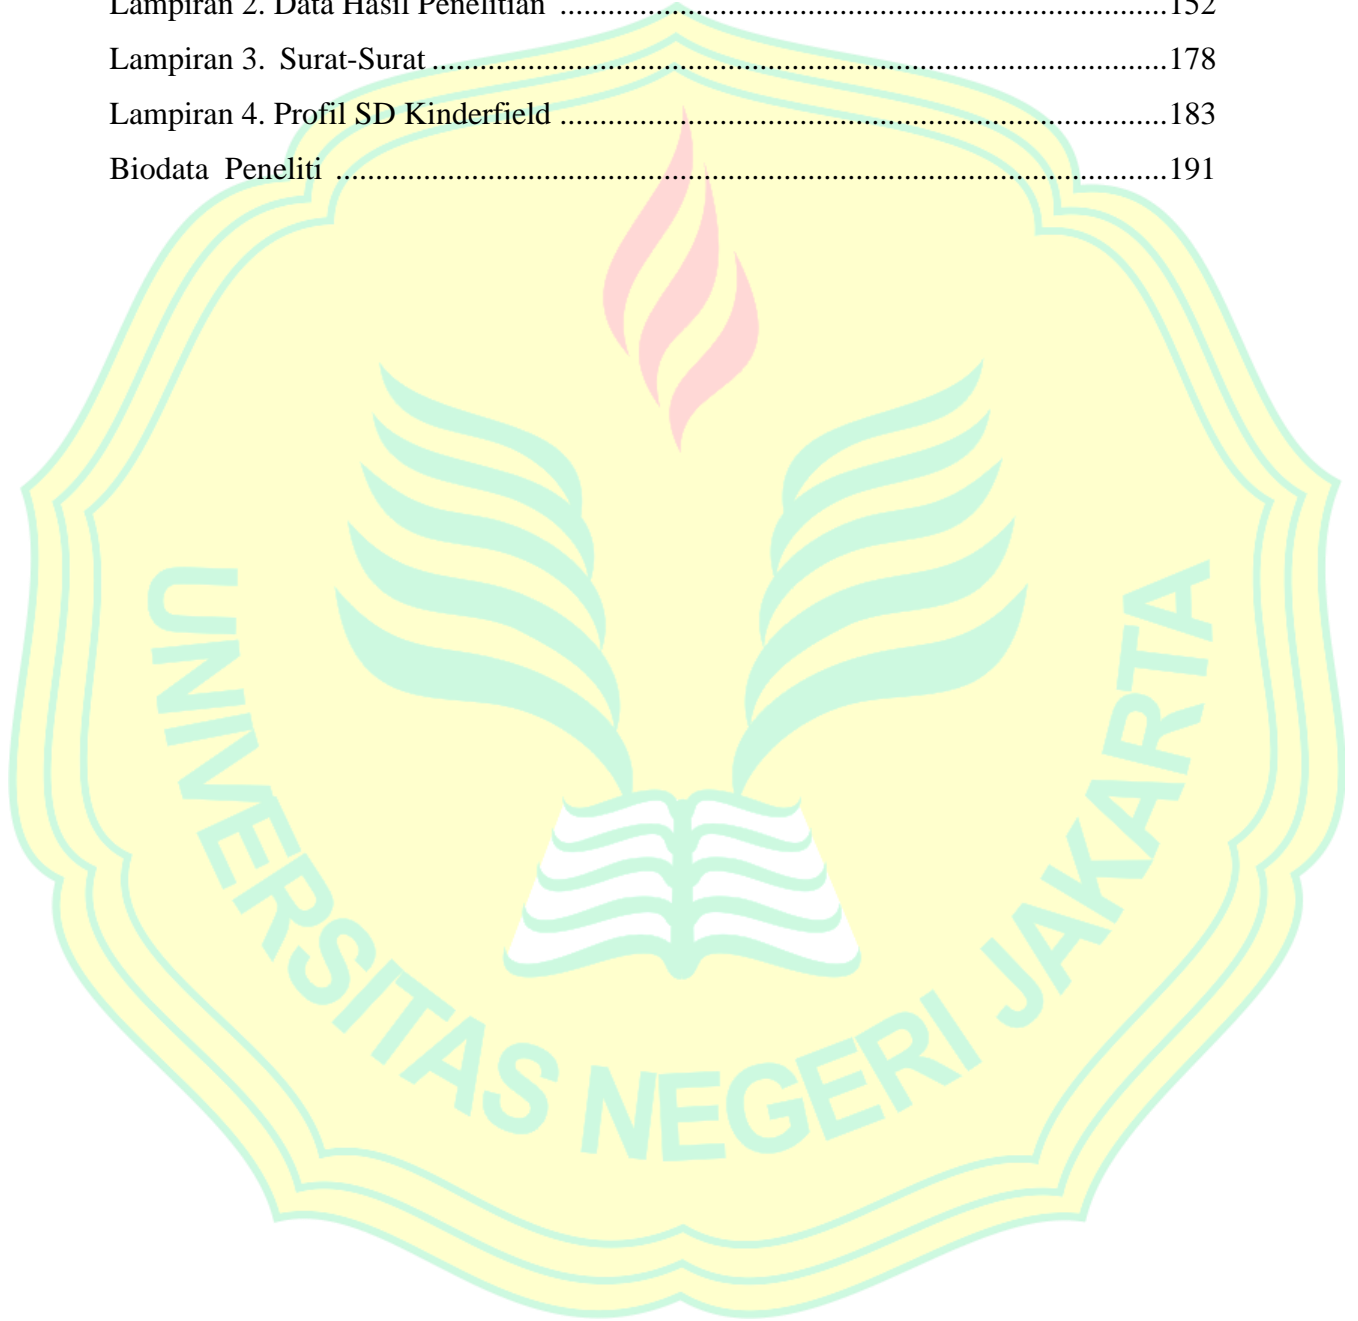 Lampiran 2. Data Hasil Penelitian ...........................................................................152
Lampiran 3.  Surat-Surat ...........................................................................................178
Lampiran 4. Profil SD Kinderfield ...........................................................................183
Biodata  Peneliti .......................................................................................................191
UNIVERSITAS NEGERI JAKARTA